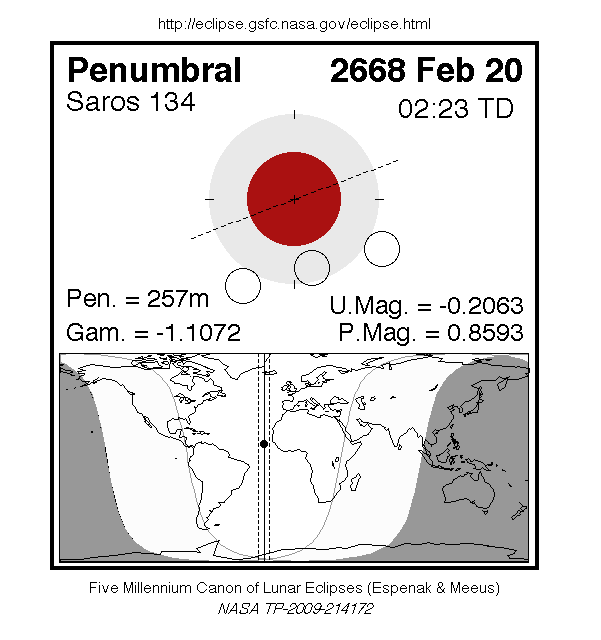 http://eclipse.gsfc.nasa.gov/eclipse.html
Penumbral 2668 Feb 20
Saros 134 02:23 TD
Pen. = 257m U.Mag. = -0.2063
Gam. = -1.1072 P.Mag. = 0.8593
Five Millennium Canon of Lunar Eclipses (Espenak & Meeus)
NASA TP-2009-214172